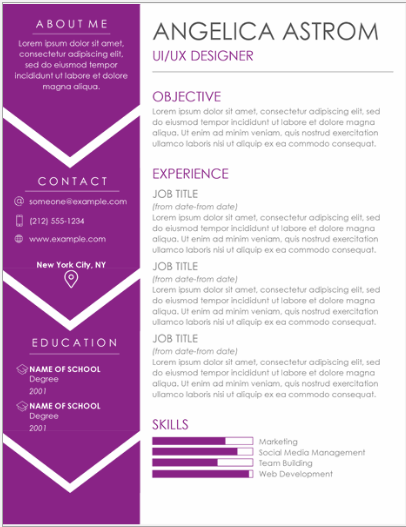 ABOUT ME
Lorem ipsum dolor sit amet,
consectetur adipiscing elit,
sed do eiusmod tempor
incididunt ut labore et dolore
magna aliqua.
CONTACT
someone@example.com
(212) 555-1234
www.example.com
New York City, NY
EDUCATION
NAME OF SCHOOL
Degree
2001
NAME OF SCHOOL
Degree
2001
ANGELICA ASTROM
UI/UX DESIGNER
OBJECTIVE
Lorem ipsum dolor sit amet, consectetur adipiscing elit, sed do
eiusmod tempor incididunt ut labore et dolore magna
aliqua. Ut enim ad minim veniam, quis nostrud exercitation
ullamco laboris nisi ut aliquip ex ea commodo consequat.
EXPERIENCE
JOB TITLE
(from date-from date)
Lorem ipsum dolor sit amet, consectetur adipiscing elit, sed do
eiusmod tempor incididunt ut labore et dolore magna
aliqua. Ut enim ad minim veniam, quis nostrud exercitation
ullamco laboris nisi ut aliquip ex ea commodo consequat.
JOB TITLE
(from date-from date)
Lorem ipsum dolor sit amet, consectetur adipiscing elit, sed do
eiusmod tempor incididunt ut labore et dolore magna
aliqua. Ut enim ad minim veniam, quis nostrud exercitation
ullamco laboris nisi ut aliquip ex ea commodo consequat.
JOB TITLE
(from date-from date)
Lorem ipsum dolor sit amet, consectetur adipiscing elit, sed do
eiusmod tempor incididunt ut labore et dolore magna
aliqua. Ut enim ad minim veniam, quis nostrud exercitation
ullamco laboris nisi ut aliquip ex ea commodo consequat.
SKILLS
Marketing
Social Media Management
Team Building
Web Development